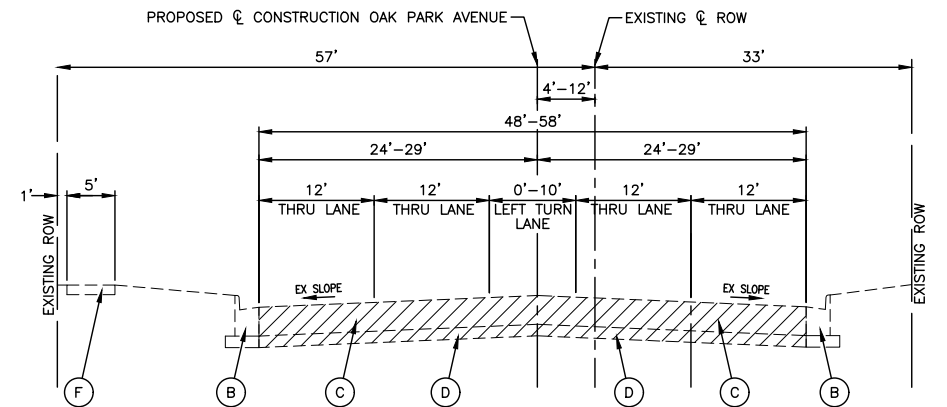 PROPOSED ℄ CONSTRUCTION OAK PARK AVENUE
EXISTING ℄ ROW
57' 33'
4'-12'
48'-58'
24'-29' 24'-29'
1' 5' 12' 12' 0'-10' 12' 12'
THRU LANE THRU LANE LEFT TURN LANE THRU LANE THRU LANE
EXISTING ROW
EXISTING ROW
EX SLOPE EX SLOPE
F B C D D C B